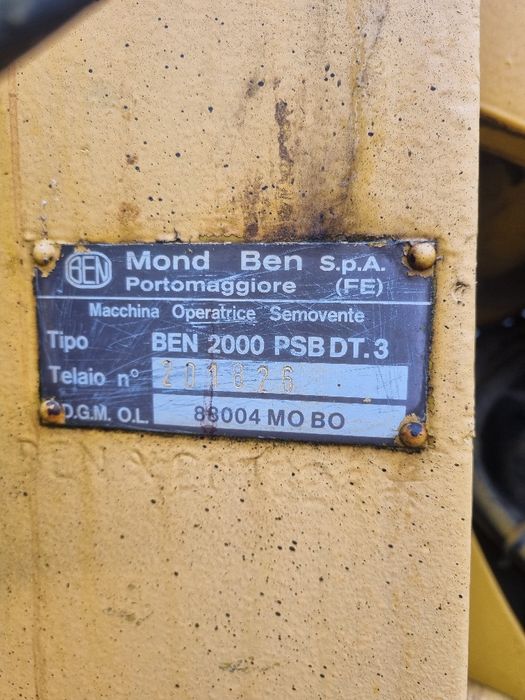 BEN Mond Ben S.p.A.
Portomaggiore (FE)
Macchina Operatrice Semovente
Tipo BEN 2000 PSB DT.3
Telaio n° 201826
D.G.M. O.L. 88004 MO BO